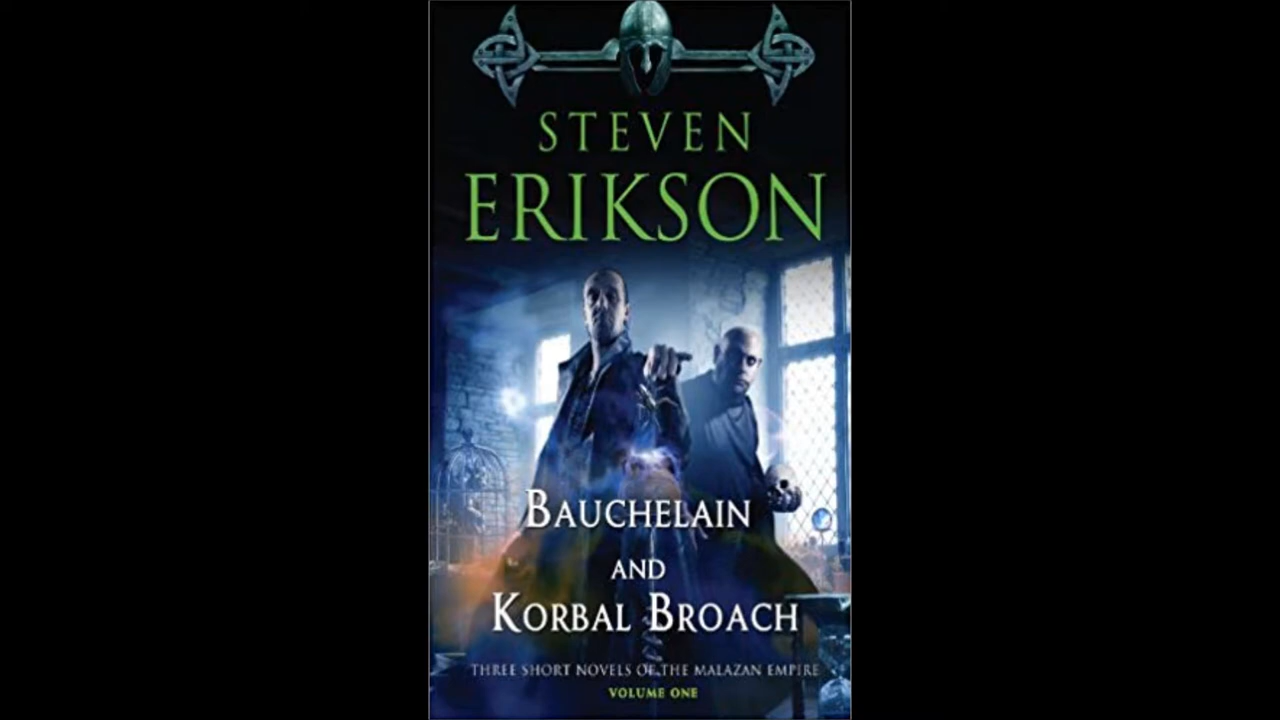 STEVEN
ERIKSON
BAUCHELAIN
AND
KORBAL BROACH
THREE SHORT NOVELS OF THE MALAZAN EMPIRE
VOLUME ONE